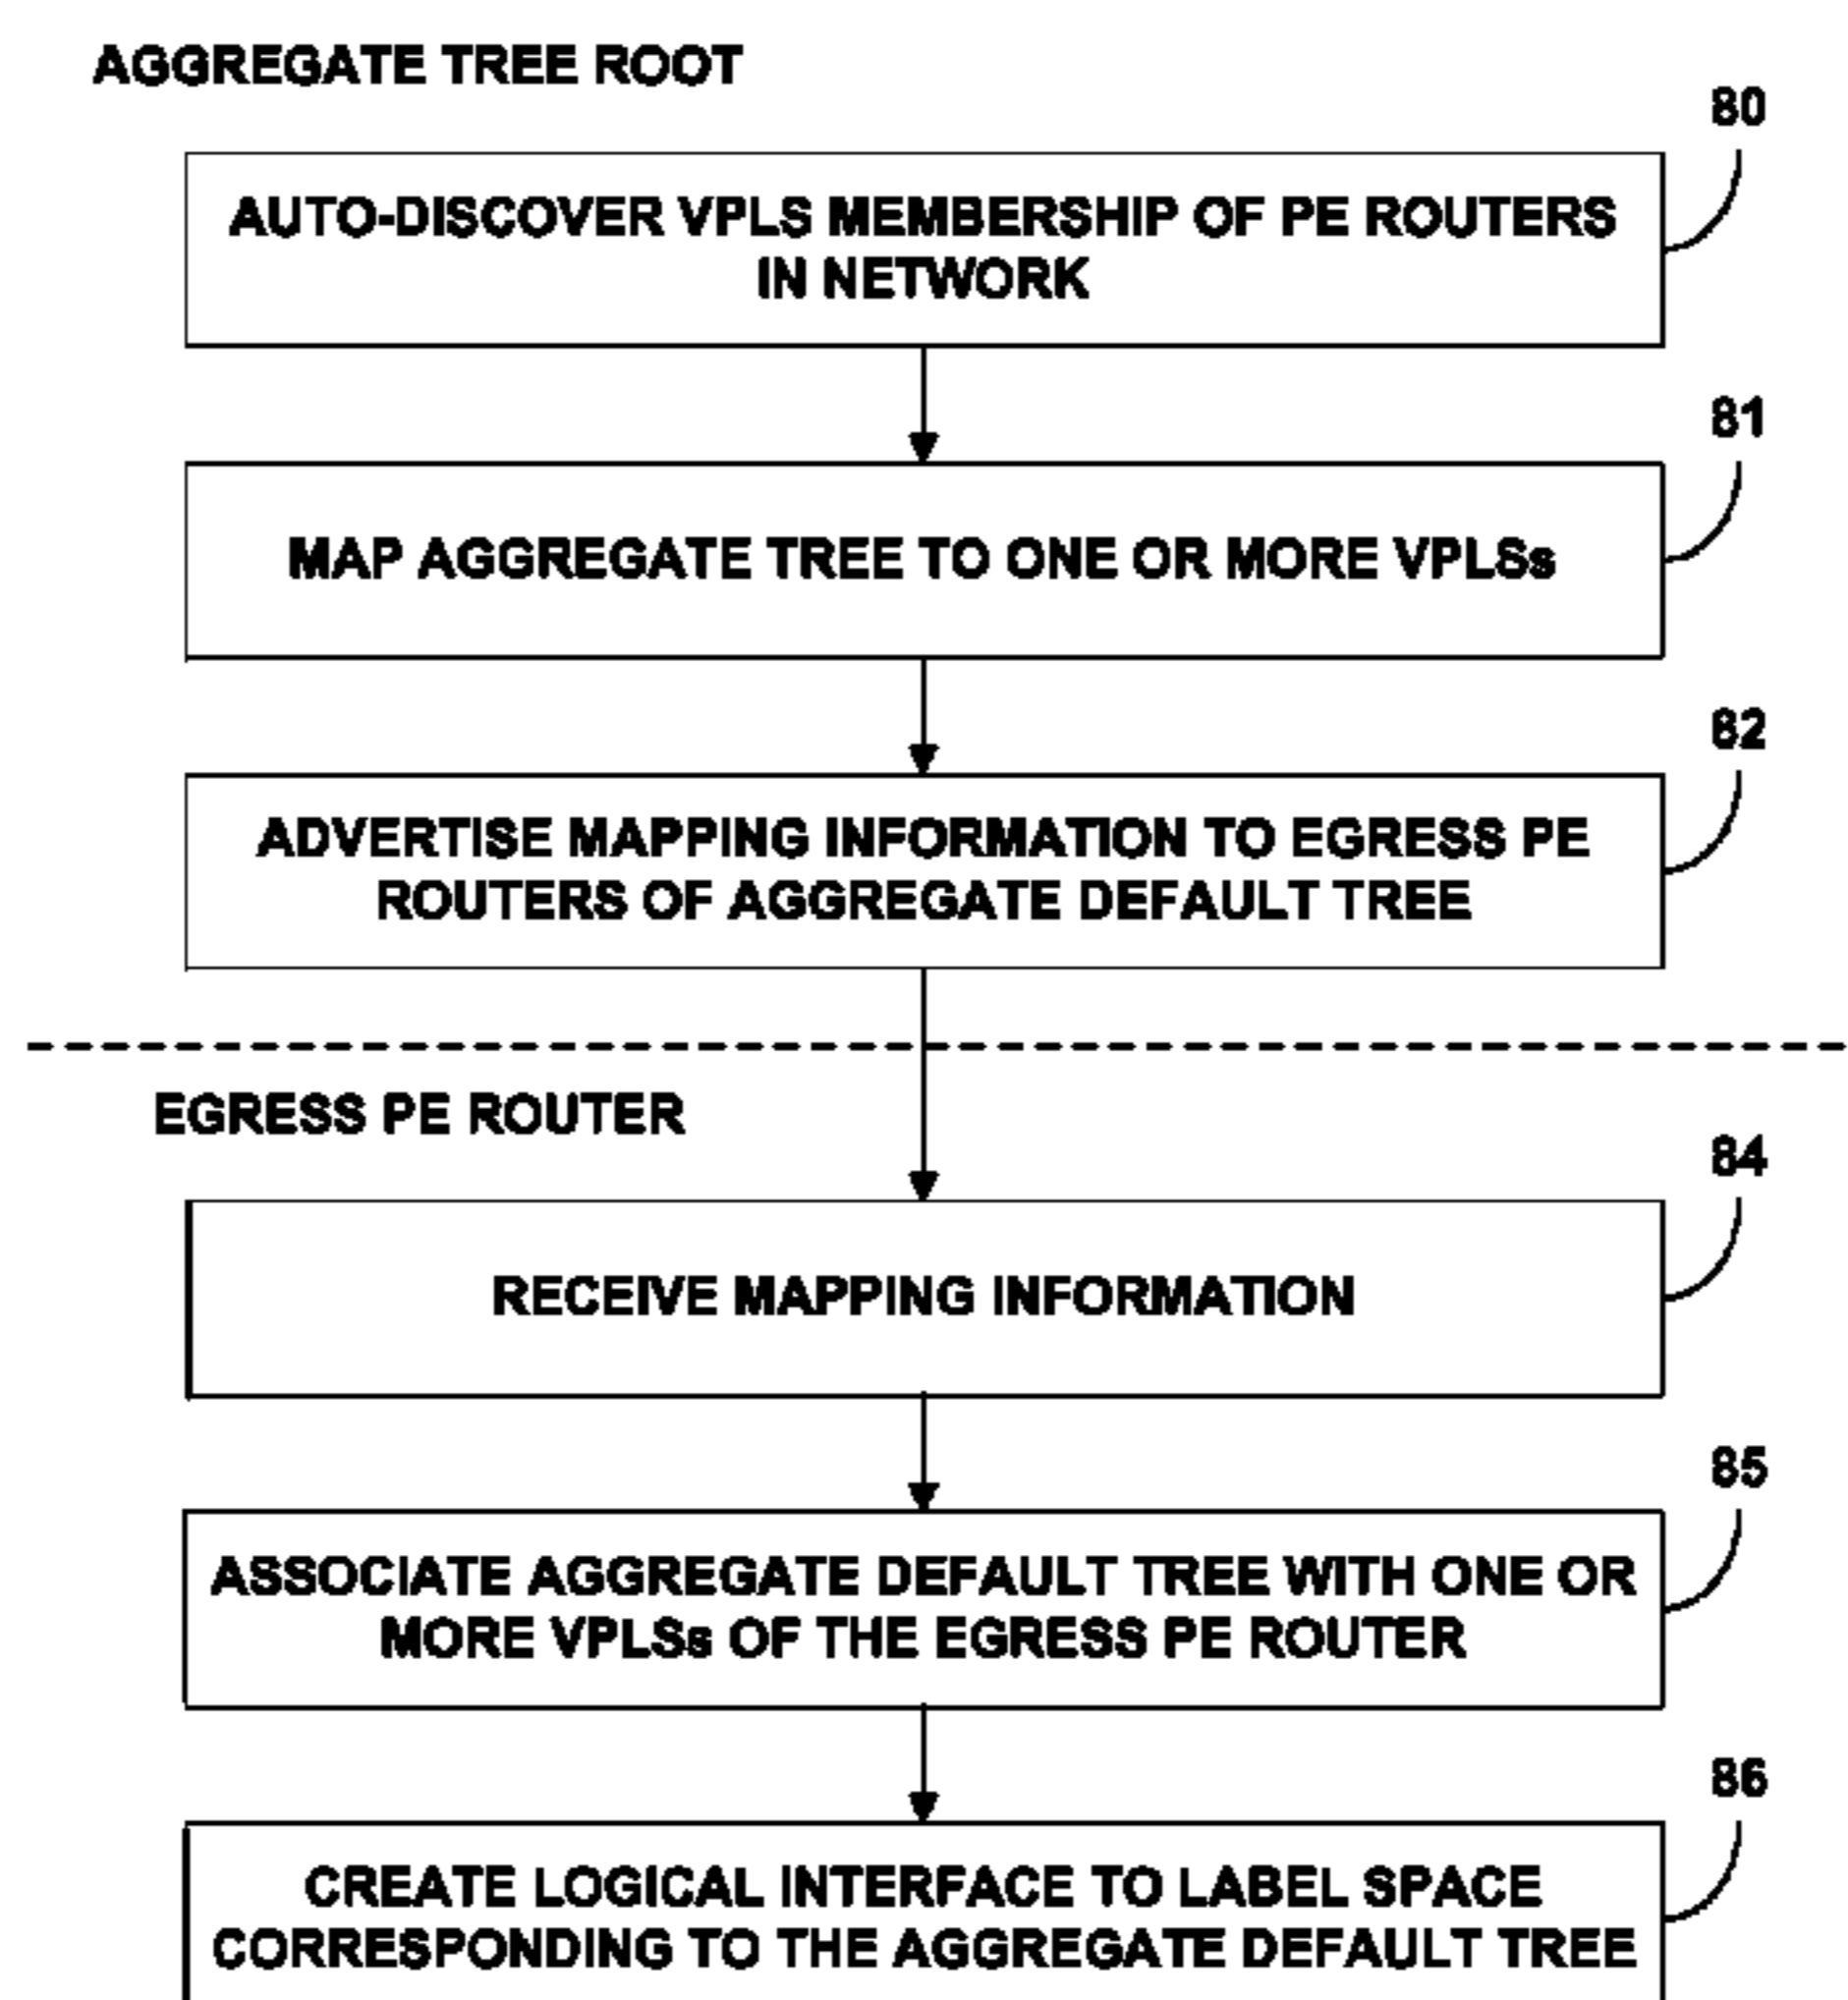 AGGREGATE TREE ROOT
80
AUTO-DISCOVER VPLS MEMBERSHIP OF PE ROUTERS
IN NETWORK
81
MAP AGGREGATE TREE TO ONE OR MORE VPLSs
82
ADVERTISE MAPPING INFORMATION TO EGRESS PE
ROUTERS OF AGGREGATE DEFAULT TREE
EGRESS PE ROUTER
84
RECEIVE MAPPING INFORMATION
85
ASSOCIATE AGGREGATE DEFAULT TREE WITH ONE OR
MORE VPLSs OF THE EGRESS PE ROUTER
86
CREATE LOGICAL INTERFACE TO LABEL SPACE
CORRESPONDING TO THE AGGREGATE DEFAULT TREE